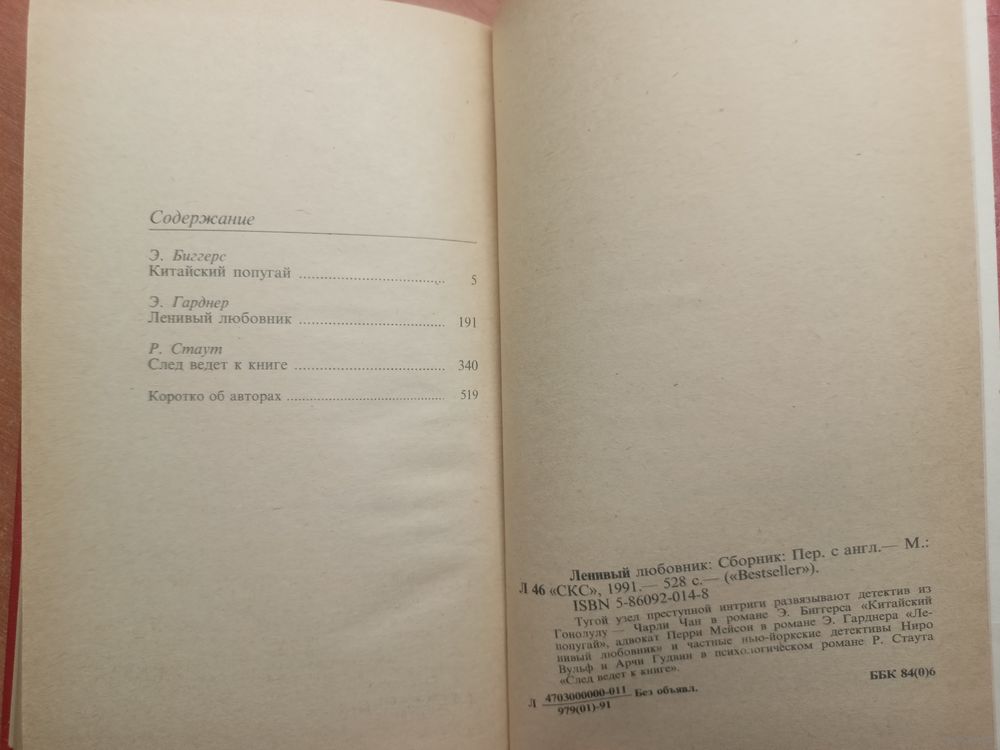 Содержание
Э. Биггерс
Китайский попугай ........................ 5
Э. Гарднер
Ленивый любовник ........................ 191
Р. Стаут
След ведет к книге ........................ 340
Коротко об авторах ........................ 519
Ленивый любовник: Сборник: Пер. с англ.— М.:
Л 46 «СКС», 1991.— 528 с.— («Bestseller»).
ISBN 5-86092-014-8
Тугой узел преступной интриги развязывают детектив из
Гонолулу — Чарли Чан в романе Э. Биггерса «Китайский
попугай», адвокат Перри Мейсон в романе Э. Гарднера «Ле-
нивый любовник» и частные нью-йоркские детективы Ниро
Вульф и Арчи Гудвин в психологическом романе Р. Стаута
«След ведет к книге».
Л 4703000000-011 Без объявл.
979(01)-91
ББК 84(0)6